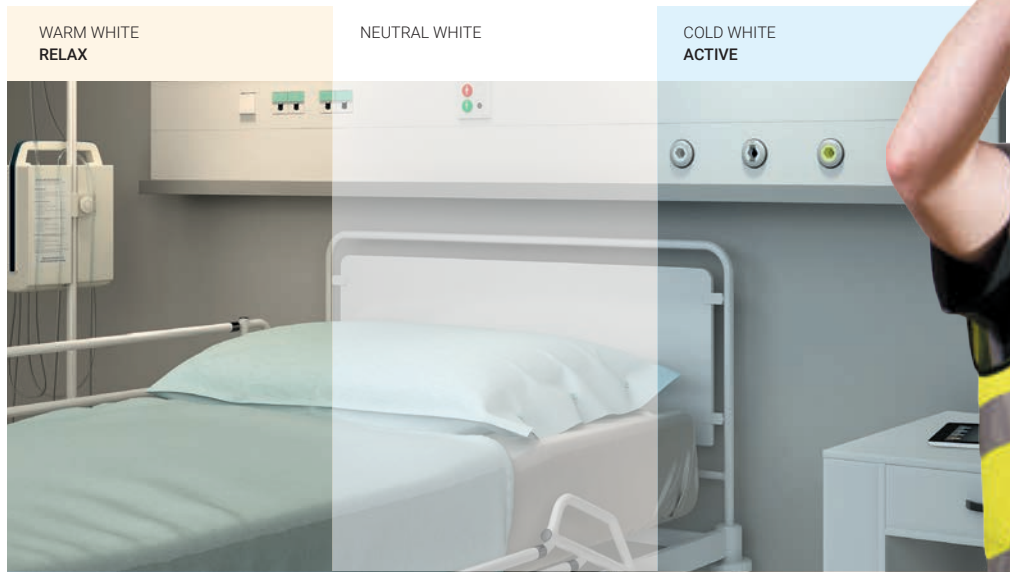 WARM WHITE
RELAX
NEUTRAL WHITE
COLD WHITE
ACTIVE